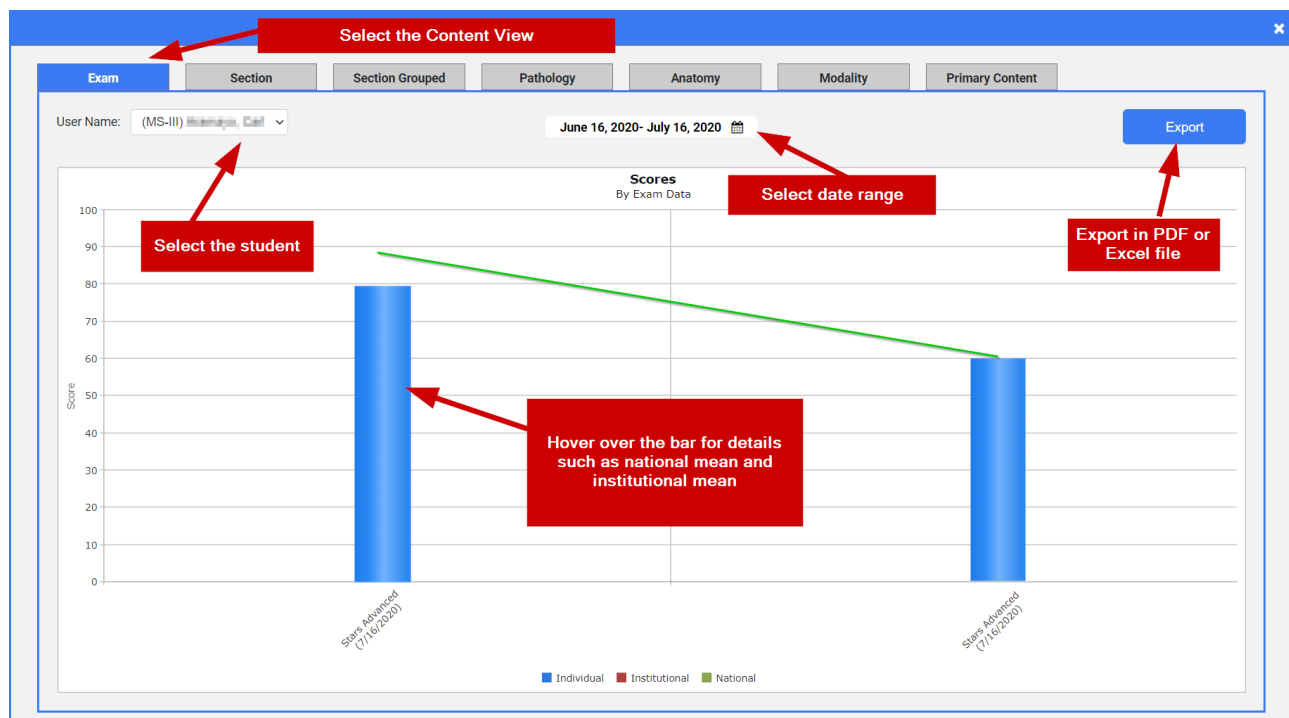 Select the Content View
×
Exam
Section
Section Grouped
Pathology
Anatomy
Modality
Primary Content
User Name:
(MS-III)
June 16, 2020- July 16, 2020
Export
Scores
By Exam Data
Select date range
Select the student
Export in PDF or
Excel file
100
90
80
70
60
50
40
30
20
10
0
Score
Hover over the bar for details
such as national mean and
institutional mean
Stars Advanced
(7/16/2020)
Stars Advanced
(7/16/2020)
Individual
Institutional
National